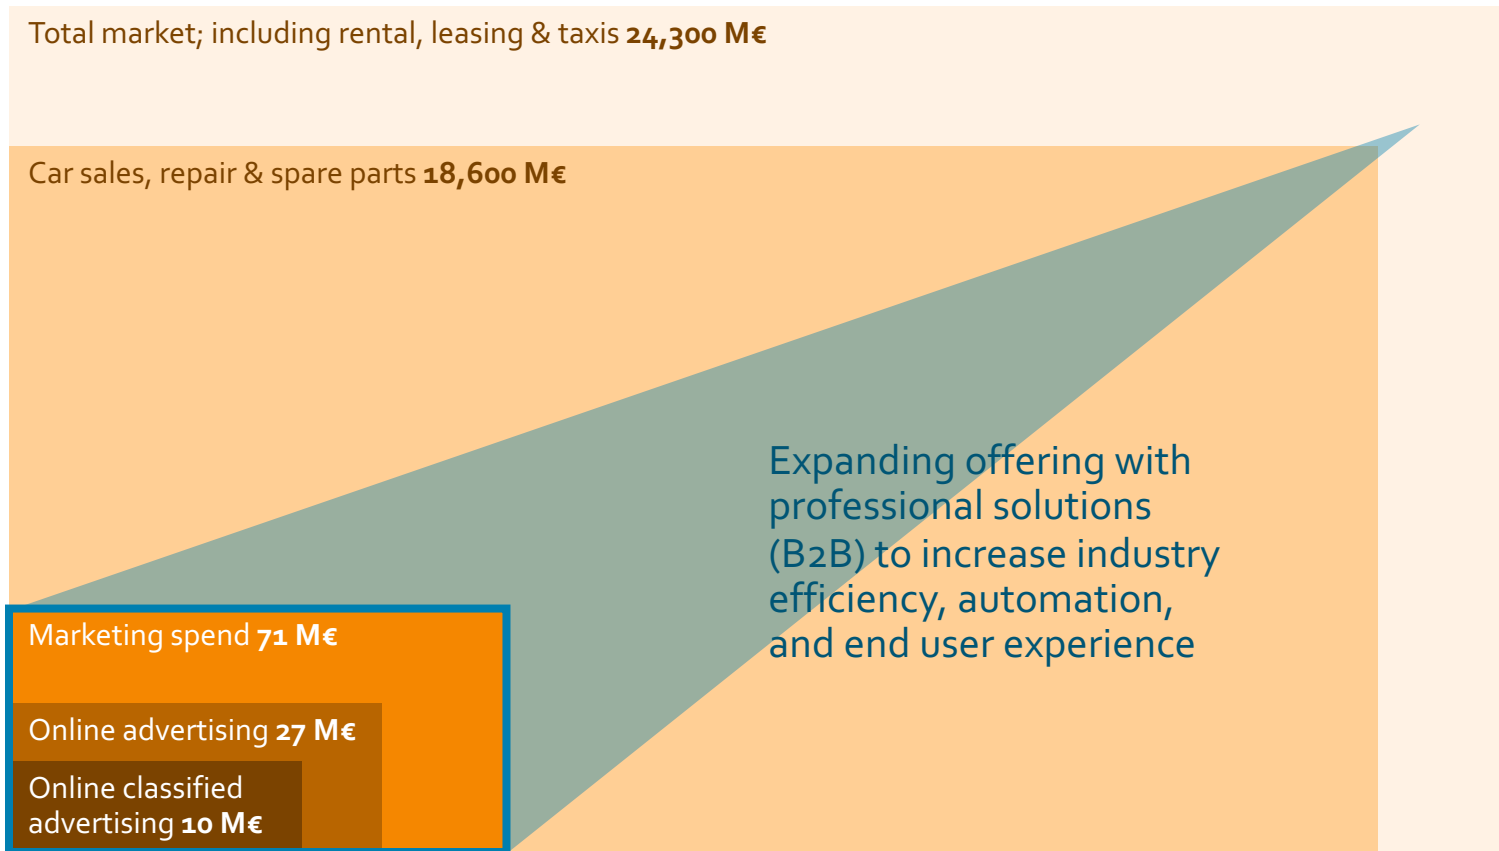 Total market; including rental, leasing & taxis 24,300 M€
Car sales, repair & spare parts 18,600 M€
Expanding offering with
professional solutions
(B2B) to increase industry
efficiency, automation,
and end user experience
Marketing spend 71 M€
Online advertising 27 M€
Online classified
advertising 10 M€